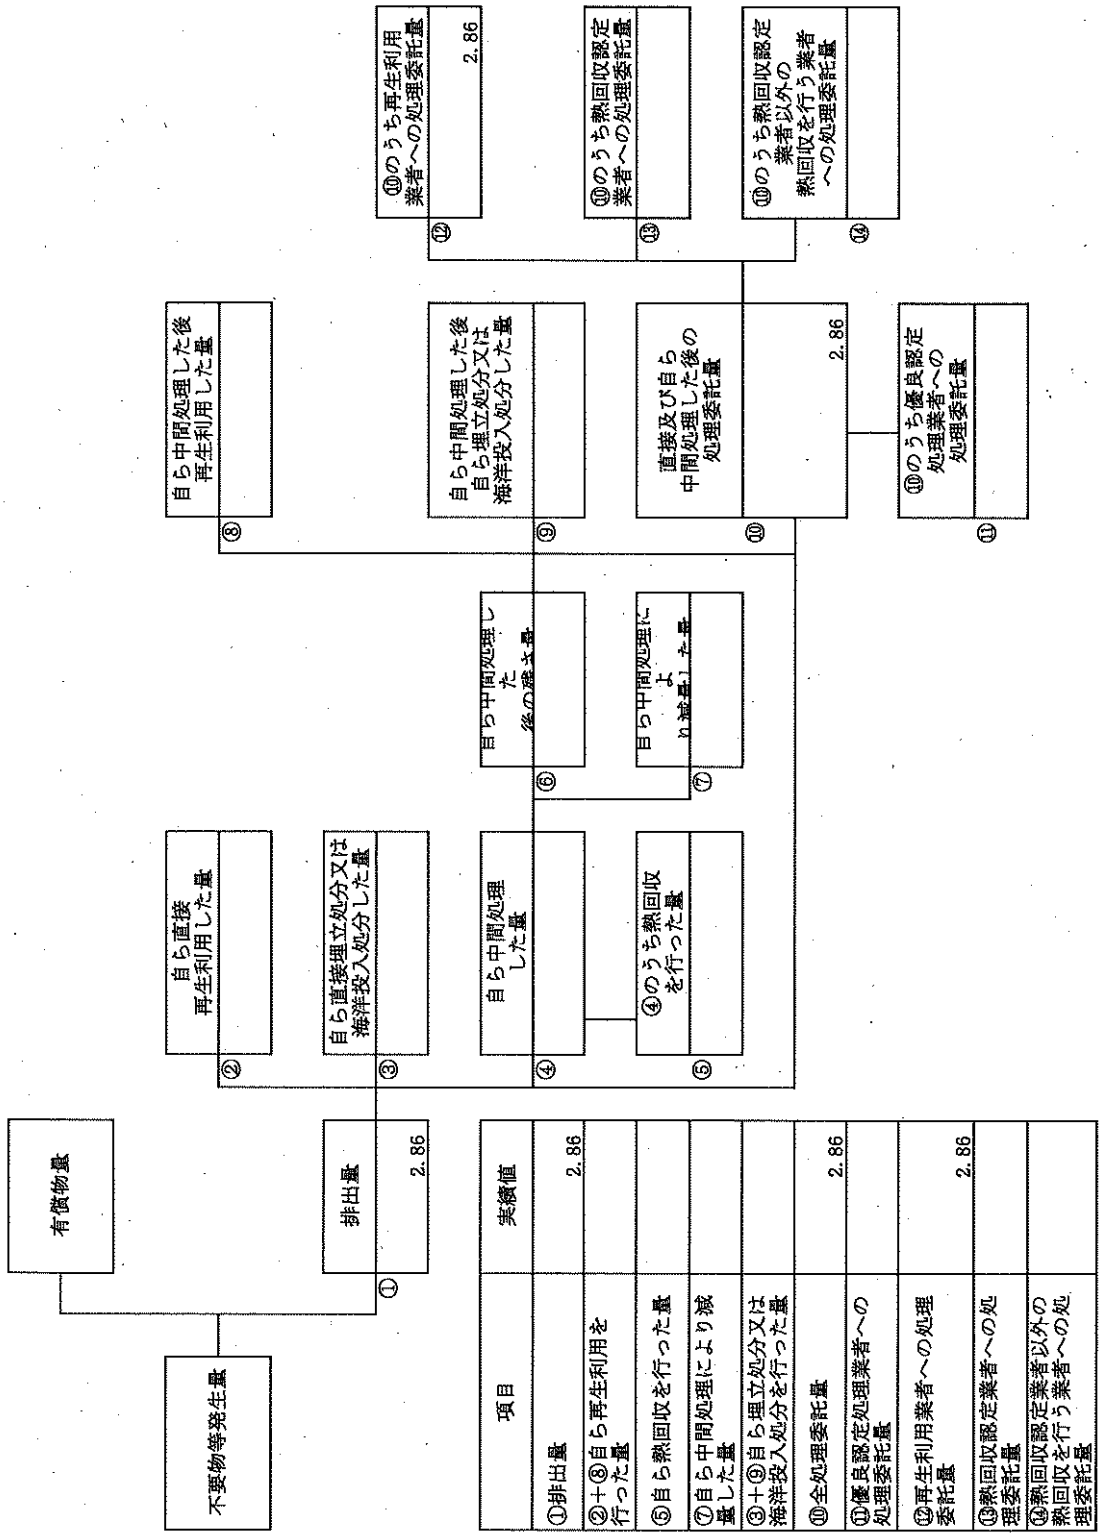 不要物等発生量
有償物量
①
排出量
2.86
②
自ら直接
再生利用した量
③
自ら直接埋立処分又は
海洋投入処分した量
④
自ら中間処理
した量
⑤
④のうち熱回収
を行った量
⑥
自ら中間処理し
た
後の残さ量
⑦
自ら中間処理に
よ
り減量した量
⑧
自ら中間処理した後
再生利用した量
⑨
自ら中間処理した後
自ら埋立処分又は
海洋投入処分した量
⑩
直接及び自ら
中間処理した後の
処理委託量
2.86
⑪
⑩のうち優良認定
処理業者への
処理委託量
⑫
⑩のうち再生利用
業者への処理委託量
2.86
⑬
⑩のうち熱回収認定
業者への処理委託量
⑭
⑩のうち熱回収認定
業者以外の
熱回収を行う業者
への処理委託量
項目 実績値
①排出量 2.86
②+⑧自ら再生利用を
行った量
⑤自ら熱回収を行った量
⑦自ら中間処理により減
量した量
③+⑨自ら埋立処分又は
海洋投入処分を行った量
⑩全処理委託量 2.86
⑪優良認定処理業者への
処理委託量
⑫再生利用業者への処理
委託量 2.86
⑬熱回収認定業者への処
理委託量
⑭熱回収認定業者以外の
熱回収を行う業者への処
理委託量